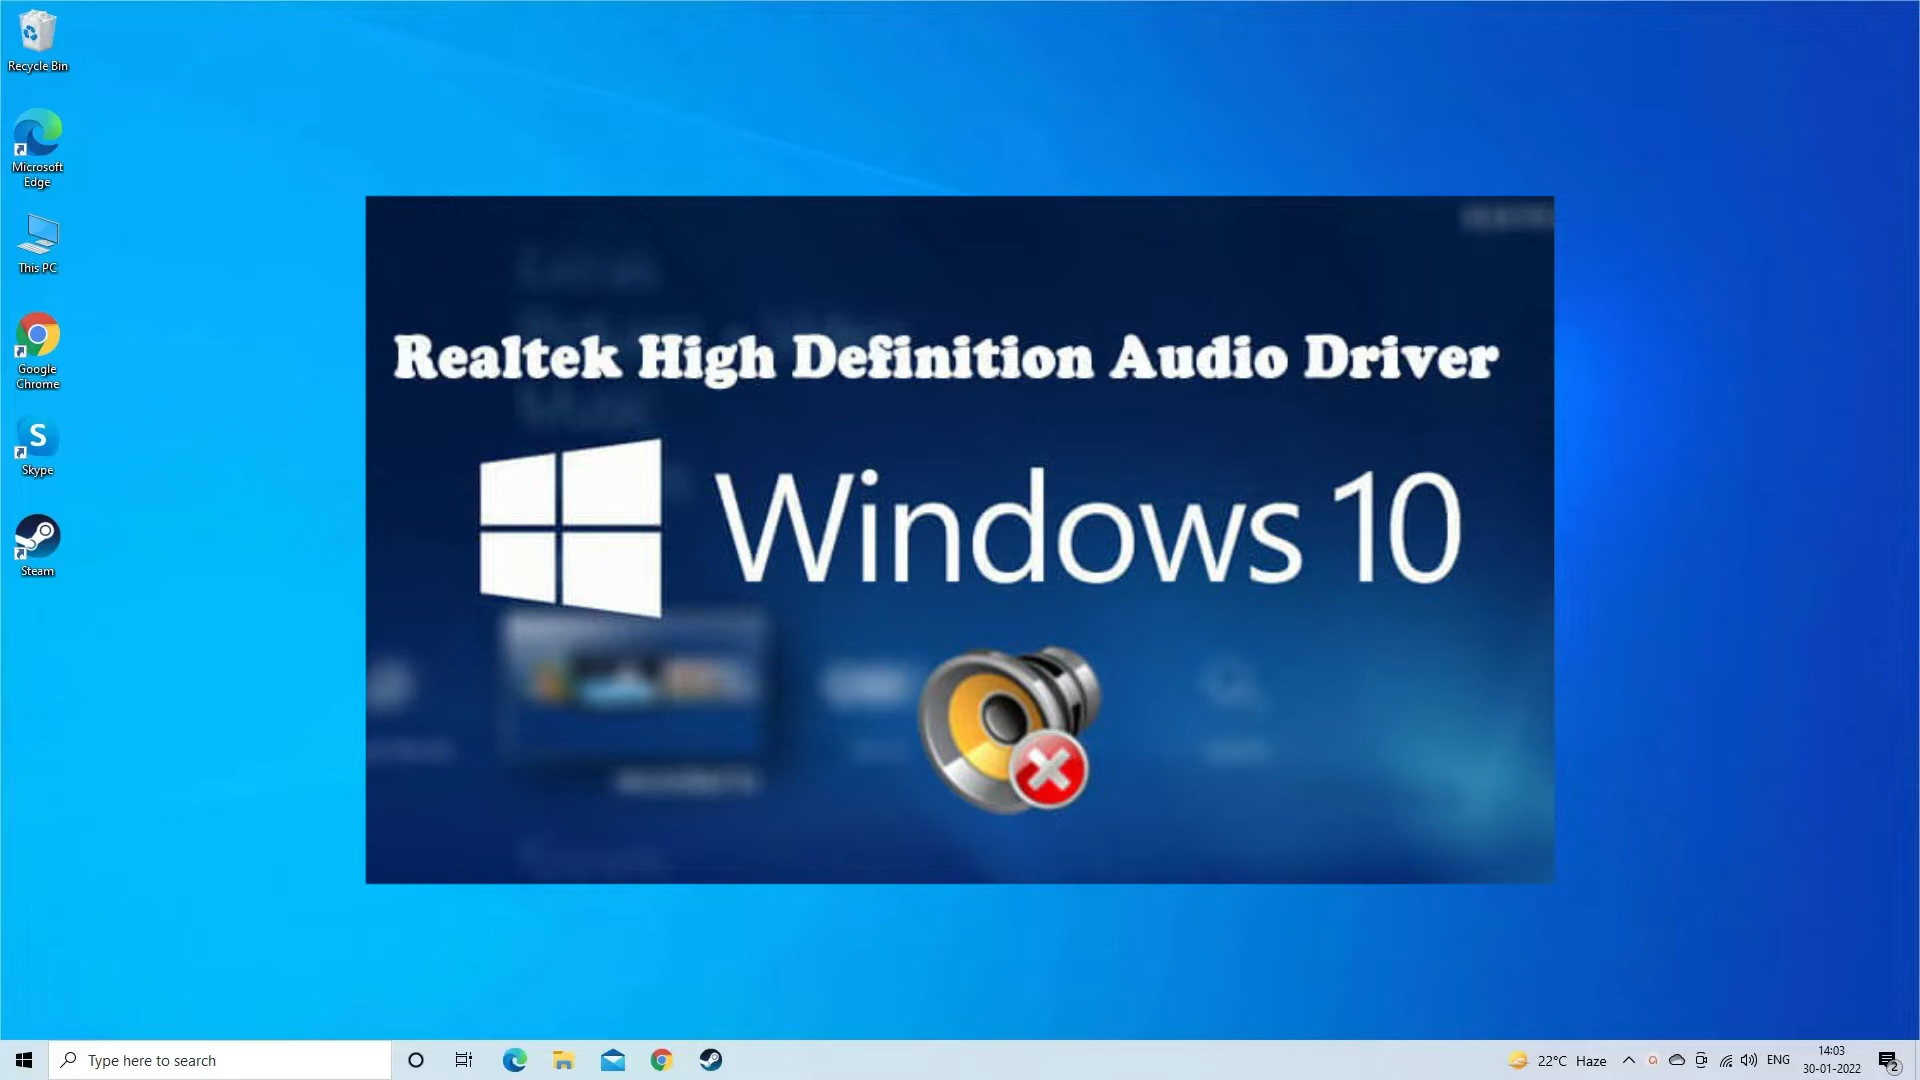 Recycle Bin
Microsoft
Edge
This PC
Google
Chrome
Skype
Steam
Realtek High Definition Audio Driver
Windows 10
Type here to search
22°C Haze
ENG
14:03
30-01-2022
2